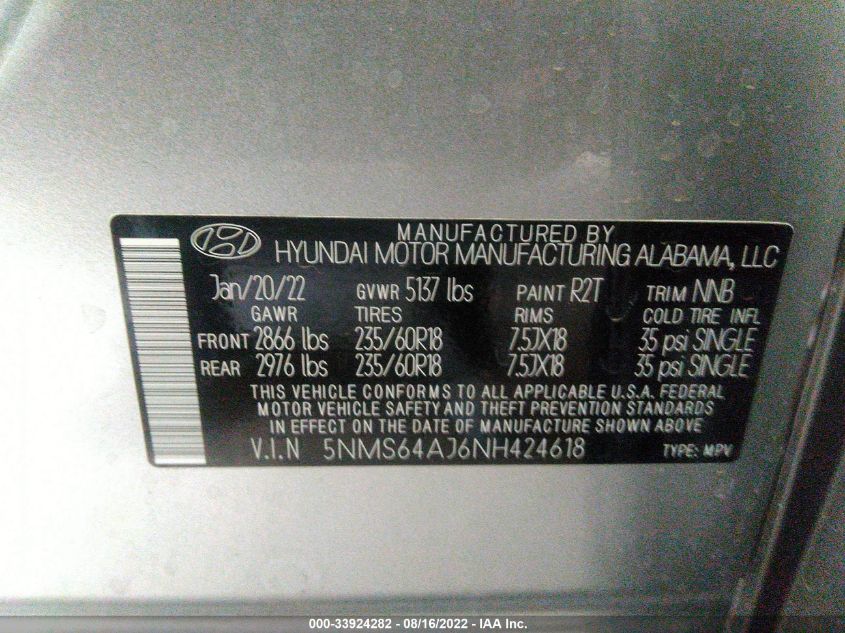 MANUFACTURED BY
HYUNDAI MOTOR MANUFACTURING ALABAMA, LLC
Jan/20/22 GVWR 5137 lbs PAINT R2T TRIM NNB
GAWR TIRES RIMS COLD TIRE INFL
FRONT 2866 lbs 235/60R18 7.5JX18 35 psi SINGLE
REAR 2976 lbs 235/60R18 7.5JX18 35 psi SINGLE
THIS VEHICLE CONFORMS TO ALL APPLICABLE U.S.A. FEDERAL
MOTOR VEHICLE SAFETY AND THEFT PREVENTION STANDARDS
IN EFFECT ON THE DATE OF MANUFACTURE SHOWN ABOVE.
V.I.N 5NMS64AJ6NH424618 TYPE: MPV
000-33924282 - 08/16/2022 - IAA Inc.